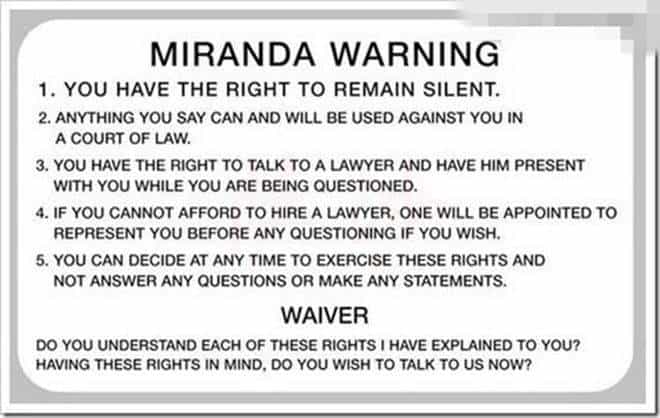 MIRANDA WARNING
1. YOU HAVE THE RIGHT TO REMAIN SILENT.
2. ANYTHING YOU SAY CAN AND WILL BE USED AGAINST YOU IN
A COURT OF LAW.
3. YOU HAVE THE RIGHT TO TALK TO A LAWYER AND HAVE HIM PRESENT
WITH YOU WHILE YOU ARE BEING QUESTIONED.
4. IF YOU CANNOT AFFORD TO HIRE A LAWYER, ONE WILL BE APPOINTED TO
REPRESENT YOU BEFORE ANY QUESTIONING IF YOU WISH.
5. YOU CAN DECIDE AT ANY TIME TO EXERCISE THESE RIGHTS AND
NOT ANSWER ANY QUESTIONS OR MAKE ANY STATEMENTS.
WAIVER
DO YOU UNDERSTAND EACH OF THESE RIGHTS I HAVE EXPLAINED TO YOU?
HAVING THESE RIGHTS IN MIND, DO YOU WISH TO TALK TO US NOW?